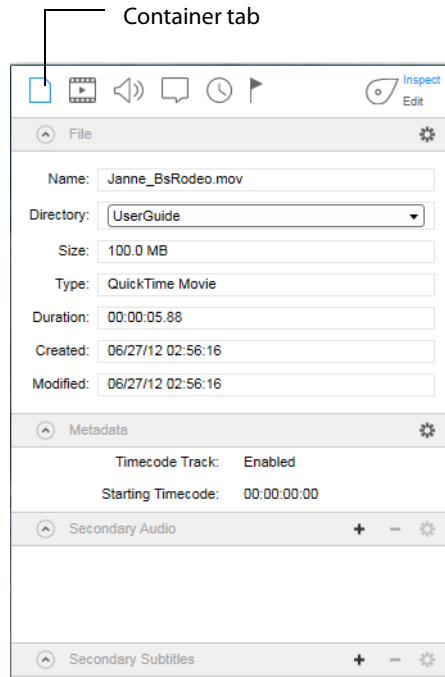 Container tab
Inspect
Edit
File
Name: Janne_BsRodeo.mov
Directory: UserGuide
Size: 100.0 MB
Type: QuickTime Movie
Duration: 00:00:05.88
Created: 06/27/12 02:56:16
Modified: 06/27/12 02:56:16
Metadata
Timecode Track: Enabled
Starting Timecode: 00:00:00:00
Secondary Audio
Secondary Subtitles